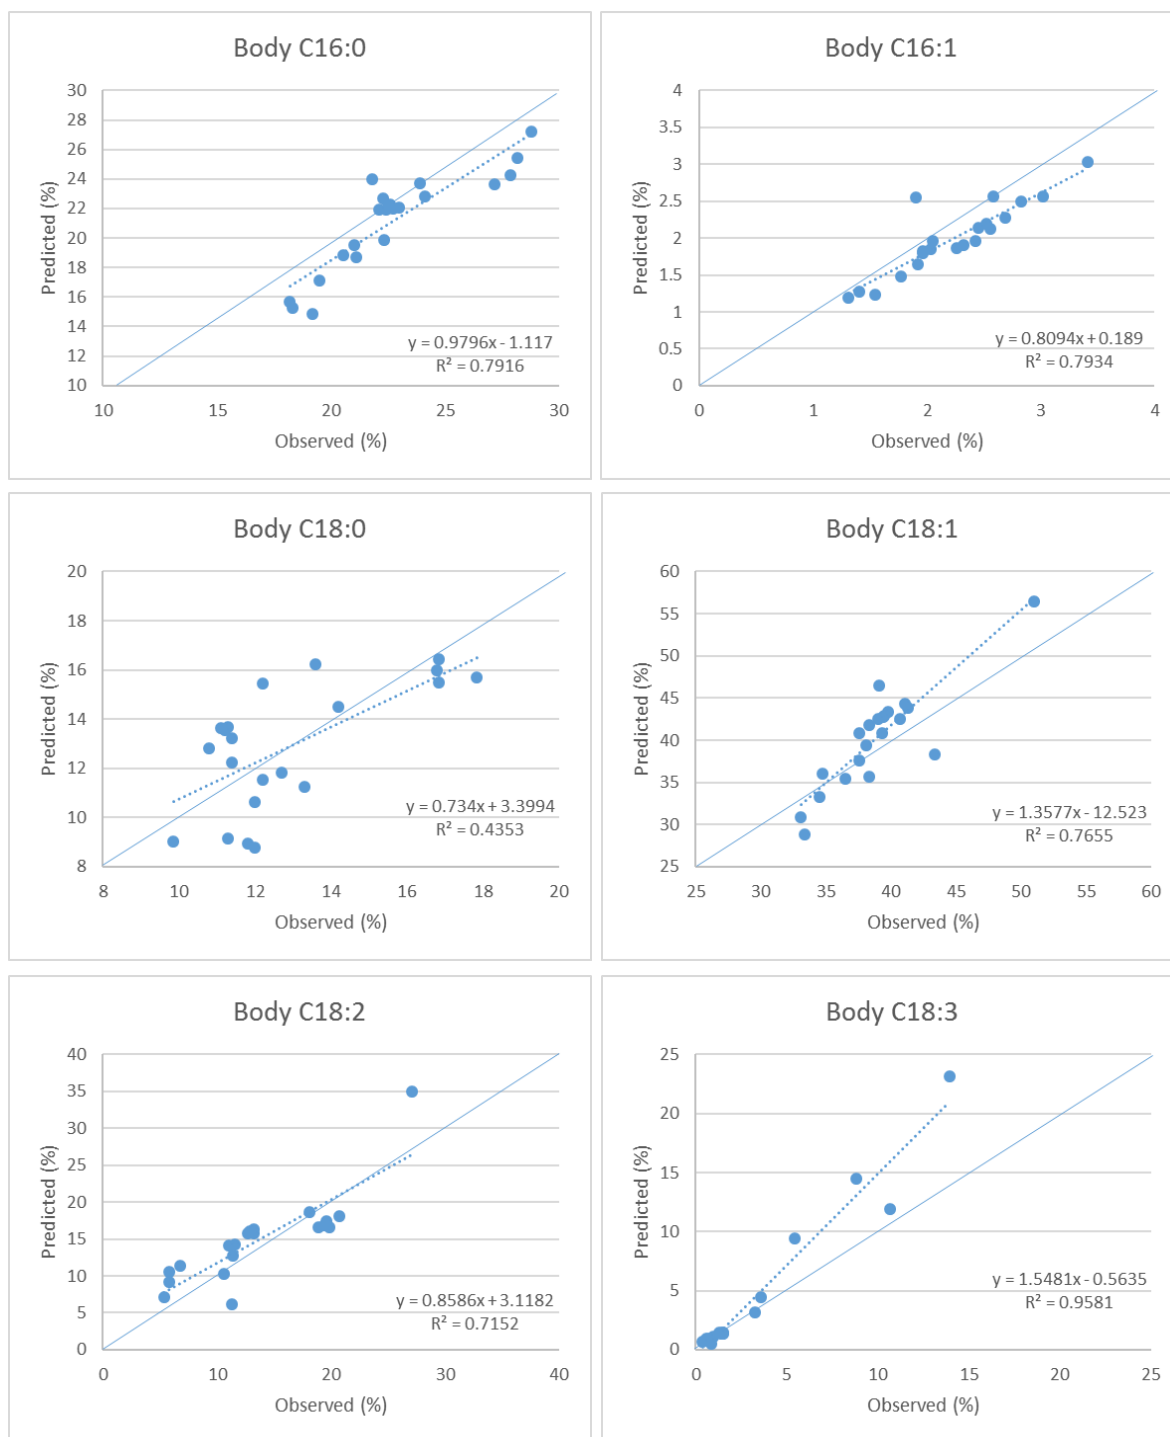 Body C16:0
30
28
26
24
22
20
18
16
14
12
10
Predicted (%)
y = 0.9796x - 1.117
R² = 0.7916
10 15 20 25 30
Observed (%)
Body C16:1
4
3.5
3
2.5
2
1.5
1
0.5
0
Predicted (%)
y = 0.8094x + 0.189
R² = 0.7934
0 1 2 3 4
Observed (%)
Body C18:0
20
18
16
14
12
10
8
Predicted (%)
y = 0.734x + 3.3994
R² = 0.4353
8 10 12 14 16 18 20
Observed (%)
Body C18:1
60
55
50
45
40
35
30
25
Predicted (%)
y = 1.3577x - 12.523
R² = 0.7655
25 30 35 40 45 50 55 60
Observed (%)
Body C18:2
40
35
30
25
20
15
10
5
0
Predicted (%)
y = 0.8586x + 3.1182
R² = 0.7152
0 10 20 30 40
Observed (%)
Body C18:3
25
20
15
10
5
0
Predicted (%)
y = 1.5481x - 0.5635
R² = 0.9581
0 5 10 15 20 25
Observed (%)